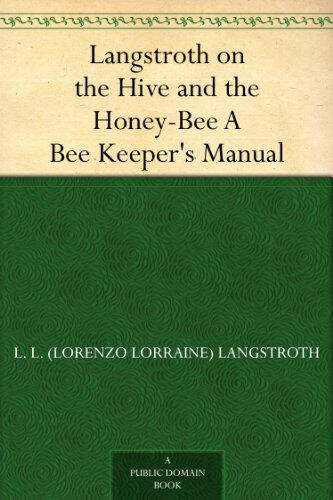 Langstroth on
the Hive and the
Honey-Bee A
Bee Keeper's Manual
L. L. (LORENZO LORRAINE) LANGSTROTH
A
PUBLIC DOMAIN
BOOK